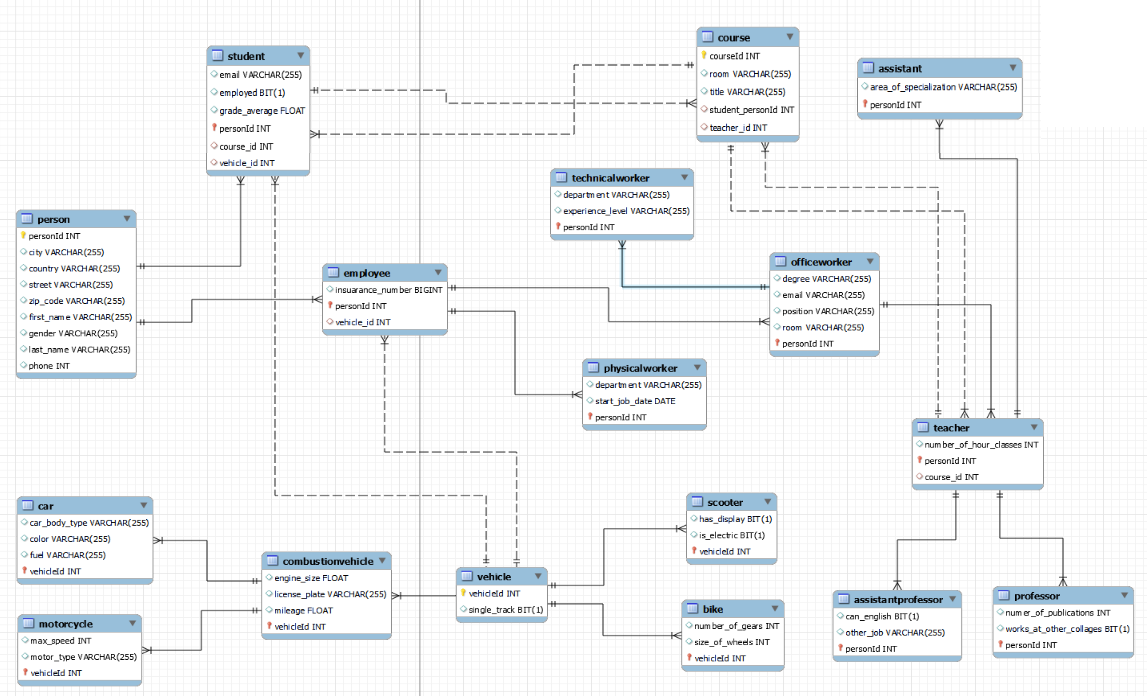 student
email VARCHAR(255)
employed BIT(1)
grade_average FLOAT
personId INT
course_id INT
vehicle_id INT
course
courseId INT
room VARCHAR(255)
title VARCHAR(255)
student_personId INT
teacher_id INT
assistant
area_of_specialization VARCHAR(255)
personId INT
technicalworker
department VARCHAR(255)
experience_level VARCHAR(255)
personId INT
person
personId INT
city VARCHAR(255)
country VARCHAR(255)
street VARCHAR(255)
zip_code VARCHAR(255)
first_name VARCHAR(255)
gender VARCHAR(255)
last_name VARCHAR(255)
phone INT
employee
insuarance_number BIGINT
personId INT
vehicle_id INT
officeworker
degree VARCHAR(255)
email VARCHAR(255)
position VARCHAR(255)
room VARCHAR(255)
personId INT
physicalworker
department VARCHAR(255)
start_job_date DATE
personId INT
teacher
number_of_hour_classes INT
personId INT
course_id INT
car
car_body_type VARCHAR(255)
color VARCHAR(255)
fuel VARCHAR(255)
vehicleId INT
combustionvehicle
engine_size FLOAT
license_plate VARCHAR(255)
mileage FLOAT
vehicleId INT
vehicle
vehicleId INT
single_track BIT(1)
scooter
has_display BIT(1)
is_electric BIT(1)
vehicleId INT
motorcycle
max_speed INT
motor_type VARCHAR(255)
vehicleId INT
bike
number_of_gears INT
size_of_wheels INT
vehicleId INT
assistantprofessor
can_english BIT(1)
other_job VARCHAR(255)
personId INT
professor
numer_of_publications INT
works_at_other_collages BIT(1)
personId INT